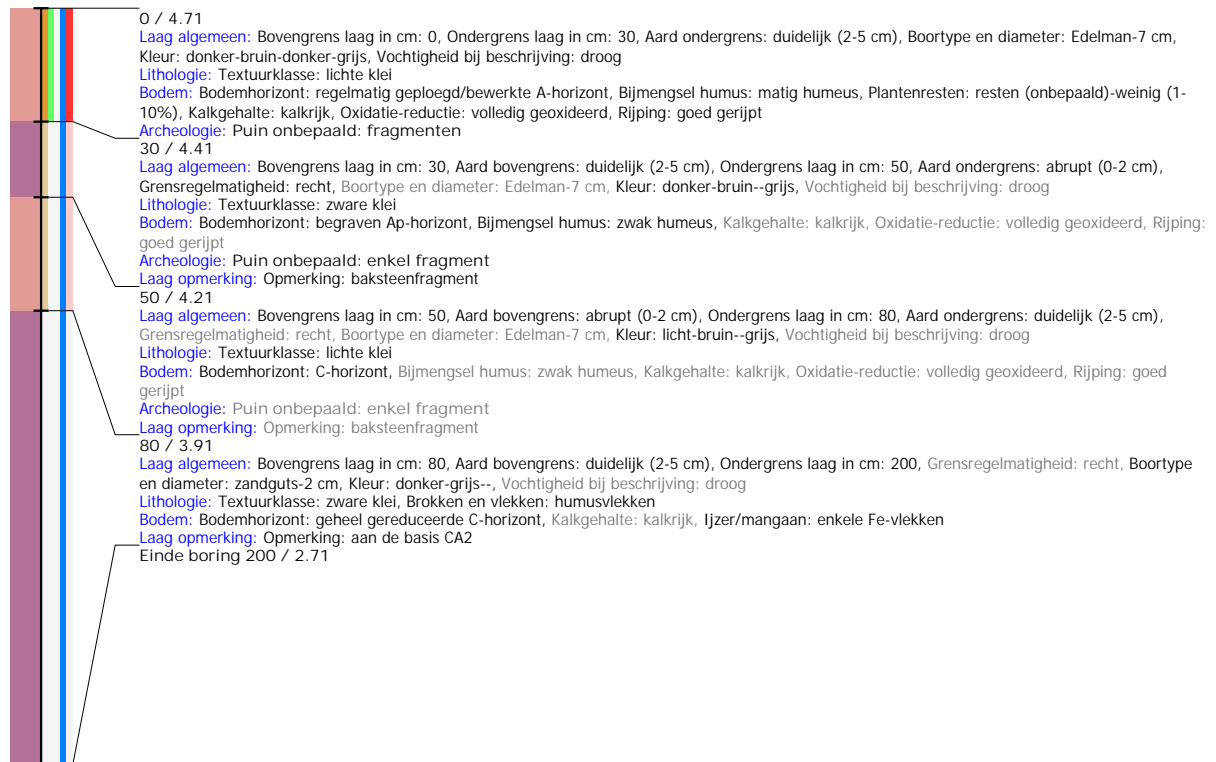 0 / 4.71
Laag algemeen: Bovengrens laag in cm: 0, Ondergrens laag in cm: 30, Aard ondergrens: duidelijk (2-5 cm), Boortype en diameter: Edelman-7 cm,
Kleur: donker-bruin-donker-grijs, Vochtigheid bij beschrijving: droog
Lithologie: Textuurklasse: lichte klei
Bodem: Bodemhorizont: regelmatig geploegd/bewerkte A-horizont, Bijmengsel humus: matig humeus, Plantenresten: resten (onbepaald)-weinig (1-
10%), Kalkgehalte: kalkrijk, Oxidatie-reductie: volledig geoxideerd, Rijping: goed gerijpt
Archeologie: Puin onbepaald: fragmenten
30 / 4.41
Laag algemeen: Bovengrens laag in cm: 30, Aard bovengrens: duidelijk (2-5 cm), Ondergrens laag in cm: 50, Aard ondergrens: abrupt (0-2 cm),
Grensregelmatigheid: recht, Boortype en diameter: Edelman-7 cm, Kleur: donker-bruin--grijs, Vochtigheid bij beschrijving: droog
Lithologie: Textuurklasse: zware klei
Bodem: Bodemhorizont: begraven Ap-horizont, Bijmengsel humus: zwak humeus, Kalkgehalte: kalkrijk, Oxidatie-reductie: volledig geoxideerd, Rijping:
goed gerijpt
Archeologie: Puin onbepaald: enkel fragment
Laag opmerking: Opmerking: baksteenfragment
50 / 4.21
Laag algemeen: Bovengrens laag in cm: 50, Aard bovengrens: abrupt (0-2 cm), Ondergrens laag in cm: 80, Aard ondergrens: duidelijk (2-5 cm),
Grensregelmatigheid: recht, Boortype en diameter: Edelman-7 cm, Kleur: licht-bruin--grijs, Vochtigheid bij beschrijving: droog
Lithologie: Textuurklasse: lichte klei
Bodem: Bodemhorizont: C-horizont, Bijmengsel humus: zwak humeus, Kalkgehalte: kalkrijk, Oxidatie-reductie: volledig geoxideerd, Rijping: goed
gerijpt
Archeologie: Puin onbepaald: enkel fragment
Laag opmerking: Opmerking: baksteenfragment
80 / 3.91
Laag algemeen: Bovengrens laag in cm: 80, Aard bovengrens: duidelijk (2-5 cm), Ondergrens laag in cm: 200, Grensregelmatigheid: recht, Boortype
en diameter: zandguts-2 cm, Kleur: donker-grijs--, Vochtigheid bij beschrijving: droog
Lithologie: Textuurklasse: zware klei, Brokken en vlekken: humusvlekken
Bodem: Bodemhorizont: geheel gereduceerde C-horizont, Kalkgehalte: kalkrijk, Ijzer/mangaan: enkele Fe-vlekken
Laag opmerking: Opmerking: aan de basis CA2
Einde boring 200 / 2.71